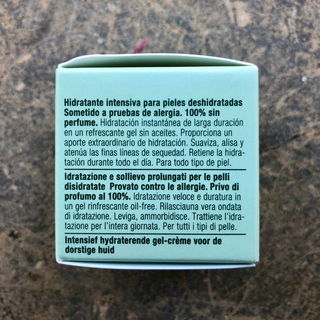 Hidratante intensiva para pieles deshidratadas
Sometido a pruebas de alergia. 100% sin
perfume. Hidratación instantánea de larga duración
en un refrescante gel sin aceites. Proporciona un
aporte extraordinario de hidratación. Suaviza, alisa y
atenúa las finas líneas de sequedad. Retiene la hidra-
tación durante todo el día. Para todo tipo de piel.
Idratazione e sollievo prolungati per le pelli
disidratate Provato contro le allergie. Privo di
profumo al 100%. Idratazione veloce e duratura in
un gel rinfrescante oil-free. Rilasciauna vera ondata
di idratazione. Leviga, ammorbidisce. Trattiene l'idra-
tazione per l'intera giornata. Per tutti i tipi di pelle.
Intensief hydraterende gel-crème voor de
dorstige huid